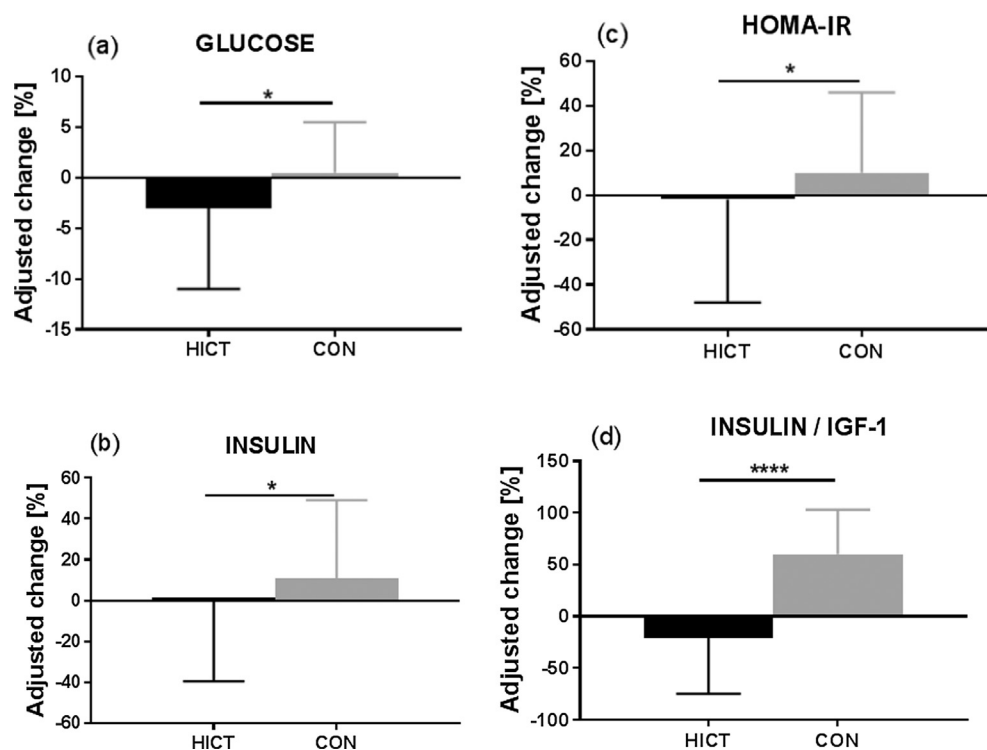 (a)
GLUCOSE
*
Adjusted change [%]
10
5
0
-5
-10
-15
HICT CON
(c)
HOMA-IR
*
Adjusted change [%]
60
40
20
0
-20
-40
-60
HICT CON
(b)
INSULIN
*
Adjusted change [%]
60
40
20
0
-20
-40
-60
HICT CON
(d)
INSULIN / IGF-1
****
Adjusted change [%]
150
100
50
0
-50
-100
HICT CON